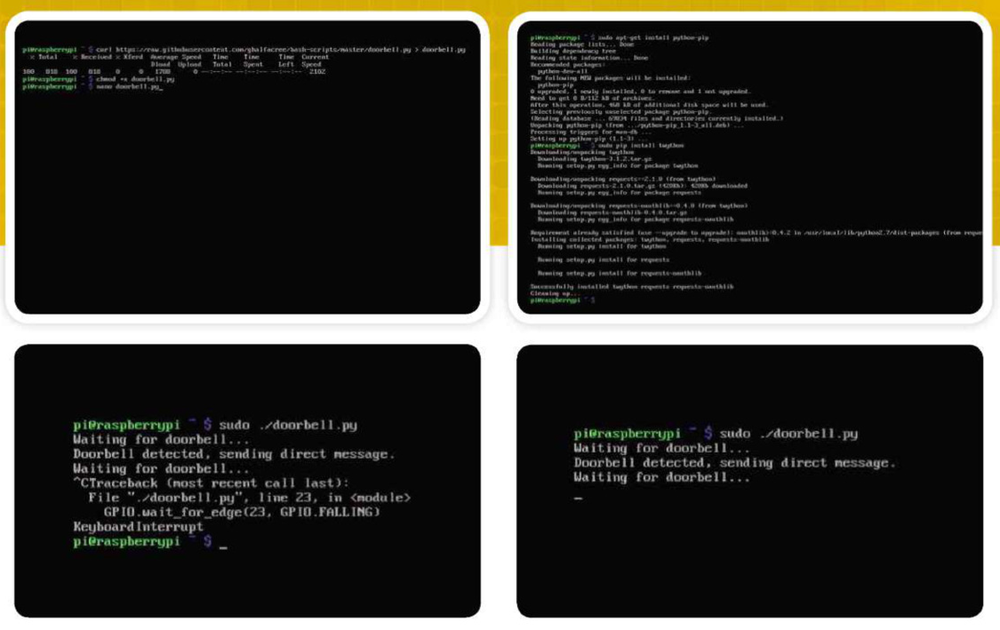 pi@raspberrypi ~ $ curl https://raw.githubusercontent.com/ghalfacree/bash-scripts/master/doorbell.py > doorbell.py
% Total % Received % Xferd Average Speed Time Time Time Current
Dload Upload Total Spent Left Speed
100 818 100 818 0 0 1788 0 --:--:-- --:--:-- --:--:-- 2162
pi@raspberrypi ~ $ chmod +x doorbell.py
pi@raspberrypi ~ $ nano doorbell.py_
pi@raspberrypi ~ $ sudo apt-get install python-pip
Reading package lists... Done
Building dependency tree
Reading state information... Done
Recommended packages:
python-dev-all
The following NEW packages will be installed:
python-pip
0 upgraded, 1 newly installed, 0 to remove and 1 not upgraded.
Need to get 0 B/112 kB of archives.
After this operation, 460 kB of additional disk space will be used.
Selecting previously unselected package python-pip.
(Reading database ... files and directories currently installed.)
Unpacking python-pip (from .../python-pip_1.1-3_all.deb) ...
Processing triggers for man-db ...
Setting up python-pip (1.1-3) ...
pi@raspberrypi ~ $ sudo pip install twython
Downloading/unpacking twython
Downloading twython-3.1.2.tar.gz
Running setup.py egg_info for package twython
Downloading/unpacking requests==2.1.0 (from twython)
Downloading requests-2.1.0.tar.gz (420Kb): 420Kb downloaded
Running setup.py egg_info for package requests
Downloading/unpacking requests-oauthlib==0.4.0 (from twython)
Downloading requests-oauthlib-0.4.0.tar.gz
Running setup.py egg_info for package requests-oauthlib
Requirement already satisfied (use --upgrade to upgrade): oauthlib>=0.4.2 in /usr/local/lib/python2.7/dist-packages (from reque
Installing collected packages: twython, requests, requests-oauthlib
Running setup.py install for twython
Running setup.py install for requests
Running setup.py install for requests-oauthlib
Successfully installed twython requests requests-oauthlib
Cleaning up...
pi@raspberrypi ~ $
pi@raspberrypi ~ $ sudo ./doorbell.py
Waiting for doorbell...
Doorbell detected, sending direct message.
Waiting for doorbell...
^CTraceback (most recent call last):
File "./doorbell.py", line 23, in <module>
GPIO.wait_for_edge(23, GPIO.FALLING)
KeyboardInterrupt
pi@raspberrypi ~ $ _
pi@raspberrypi ~ $ sudo ./doorbell.py
Waiting for doorbell...
Doorbell detected, sending direct message.
Waiting for doorbell...
_